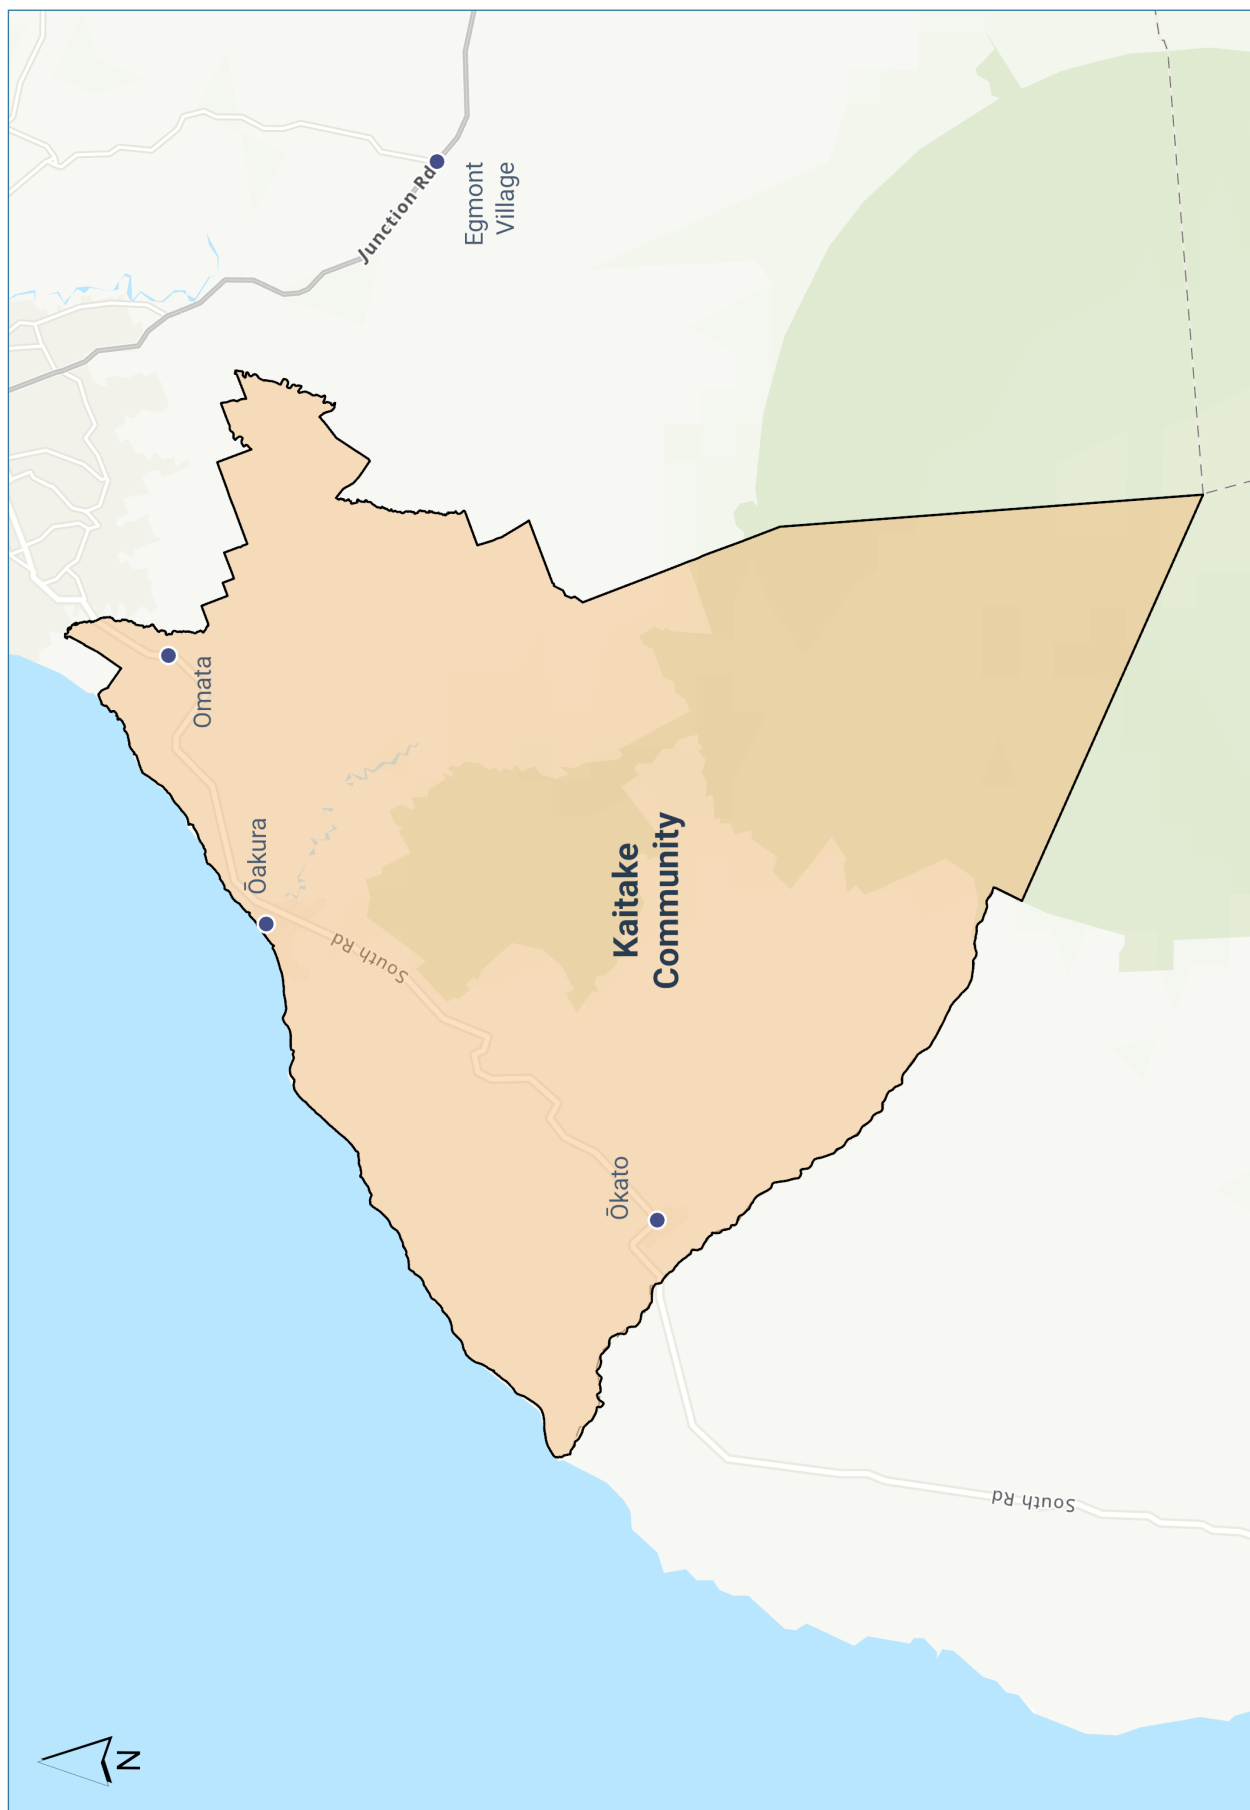 Junction Rd
Egmont
Village
Omata
Ōakura
South Rd
Kaitake
Community
Ōkato
South Rd
N